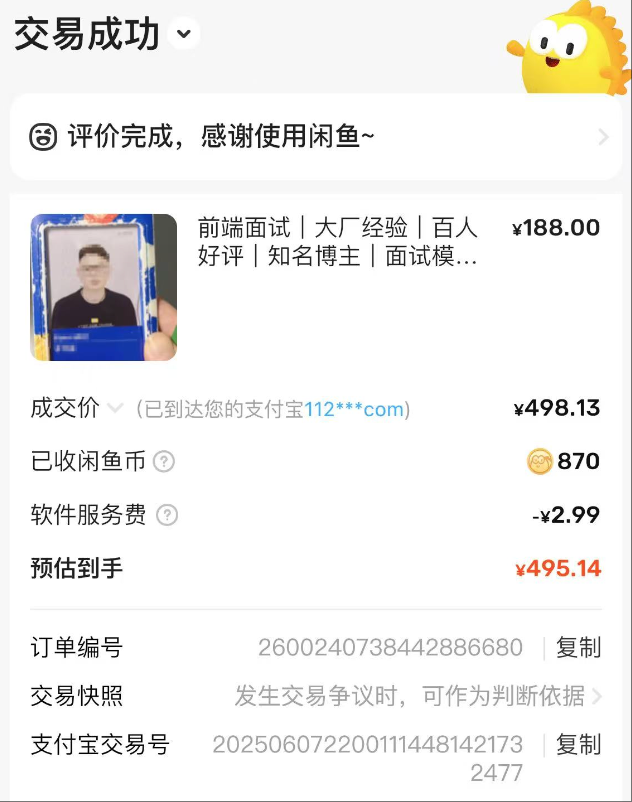 交易成功
评价完成，感谢使用闲鱼~
前端面试｜大厂经验｜百人
好评｜知名博主｜面试模...
¥188.00
成交价 (已到达您的支付宝112***com) ¥498.13
已收闲鱼币 ? 870
软件服务费 ? -¥2.99
预估到手 ¥495.14
订单编号 2600240738442886680 复制
交易快照 发生交易争议时，可作为判断依据
支付宝交易号 202506072200111448142173 复制
2477